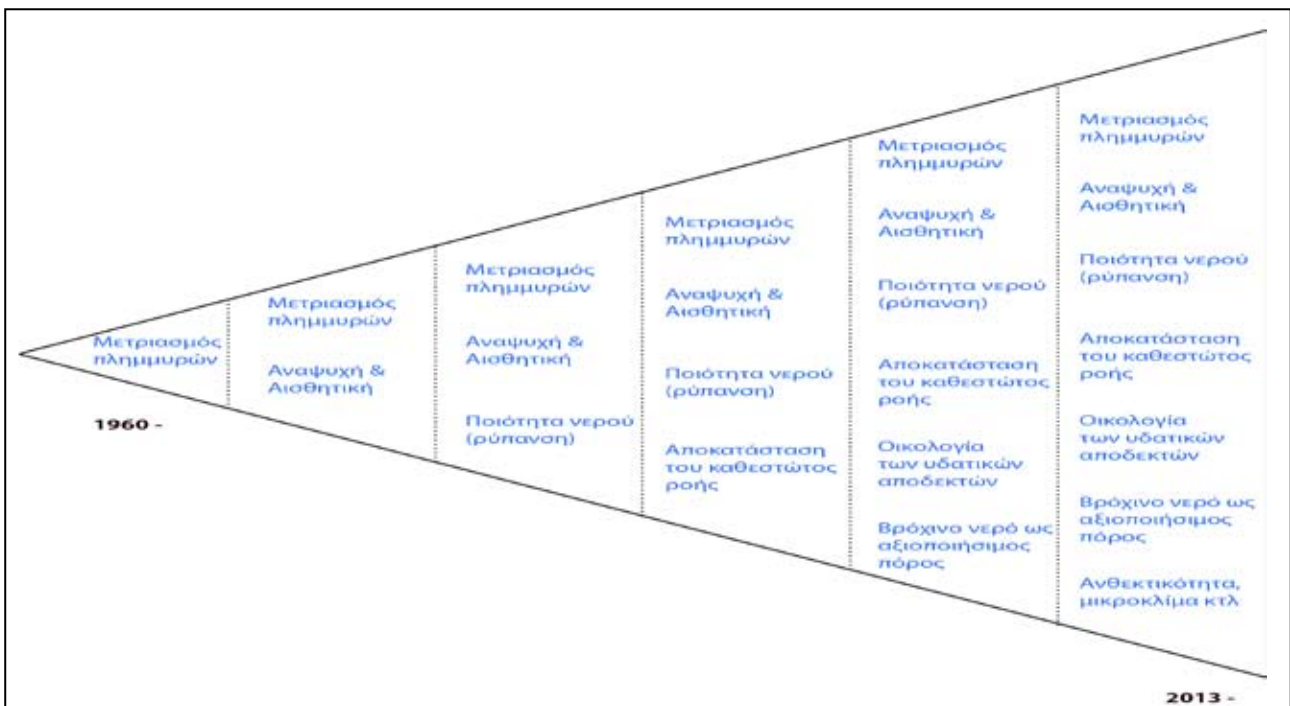 Μετριασμός
πλημμυρών
1960 -
Μετριασμός
πλημμυρών
Αναψυχή &
Αισθητική
Μετριασμός
πλημμυρών
Αναψυχή &
Αισθητική
Ποιότητα νερού
(ρύπανση)
Μετριασμός
πλημμυρών
Αναψυχή &
Αισθητική
Ποιότητα νερού
(ρύπανση)
Αποκατάσταση
του καθεστώτος
ροής
Μετριασμός
πλημμυρών
Αναψυχή &
Αισθητική
Ποιότητα νερού
(ρύπανση)
Αποκατάσταση
του καθεστώτος
ροής
Οικολογία
των υδατικών
αποδεκτών
Βρόχινο νερό ως
αξιοποιήσιμος
πόρος
Μετριασμός
πλημμυρών
Αναψυχή &
Αισθητική
Ποιότητα νερού
(ρύπανση)
Αποκατάσταση
του καθεστώτος
ροής
Οικολογία
των υδατικών
αποδεκτών
Βρόχινο νερό ως
αξιοποιήσιμος
πόρος
Ανθεκτικότητα,
μικροκλίμα κτλ
2013 -